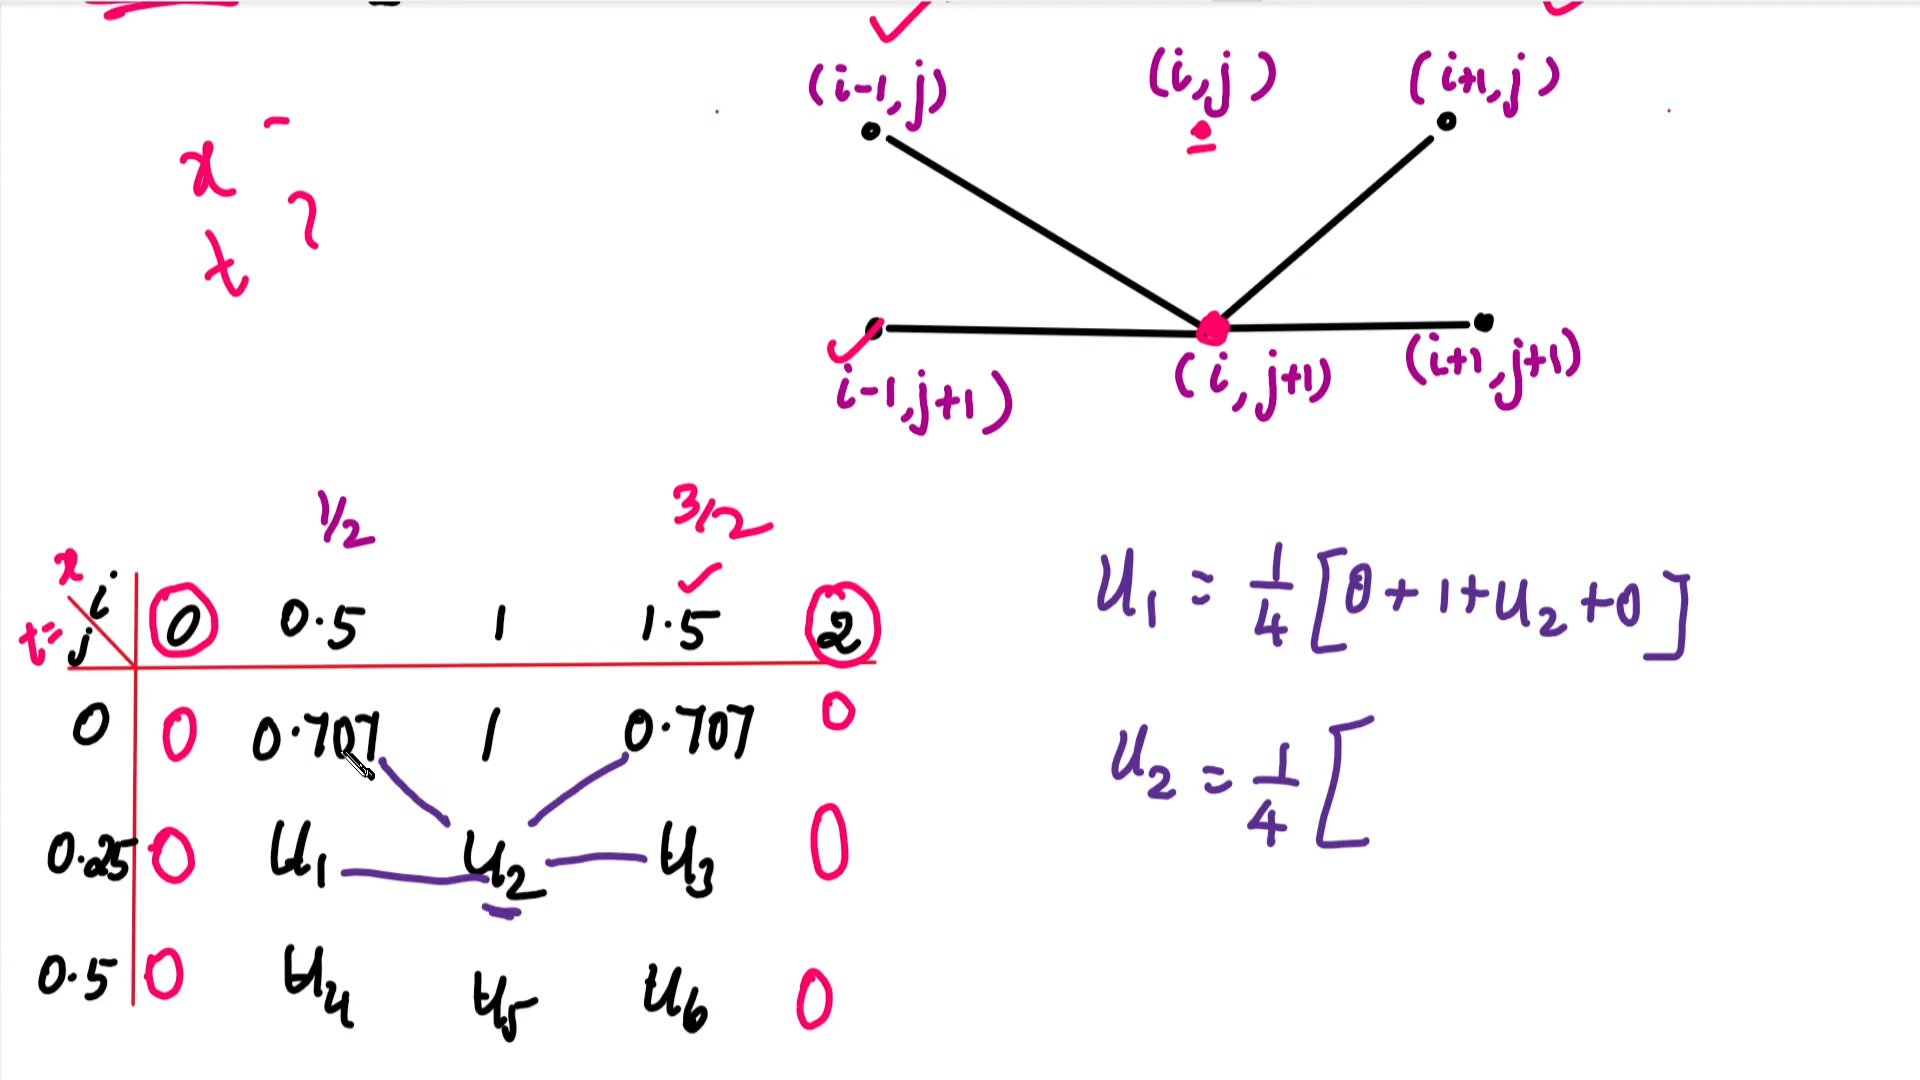 (i-1,j) (i,j) (i+1,j)
x
t ?
i-1,j+1) (i,j+1) (i+1,j+1)
1/2 3/2
x i 0 0.5 1 1.5 2
t= j
0 0 0.707 1 0.707 0
0.25 0 u₁ u₂ u₃ 0
0.5 0 u₄ u₅ u₆ 0
u₁ = 1/4 [0+1+u₂+0]
u₂ = 1/4 [